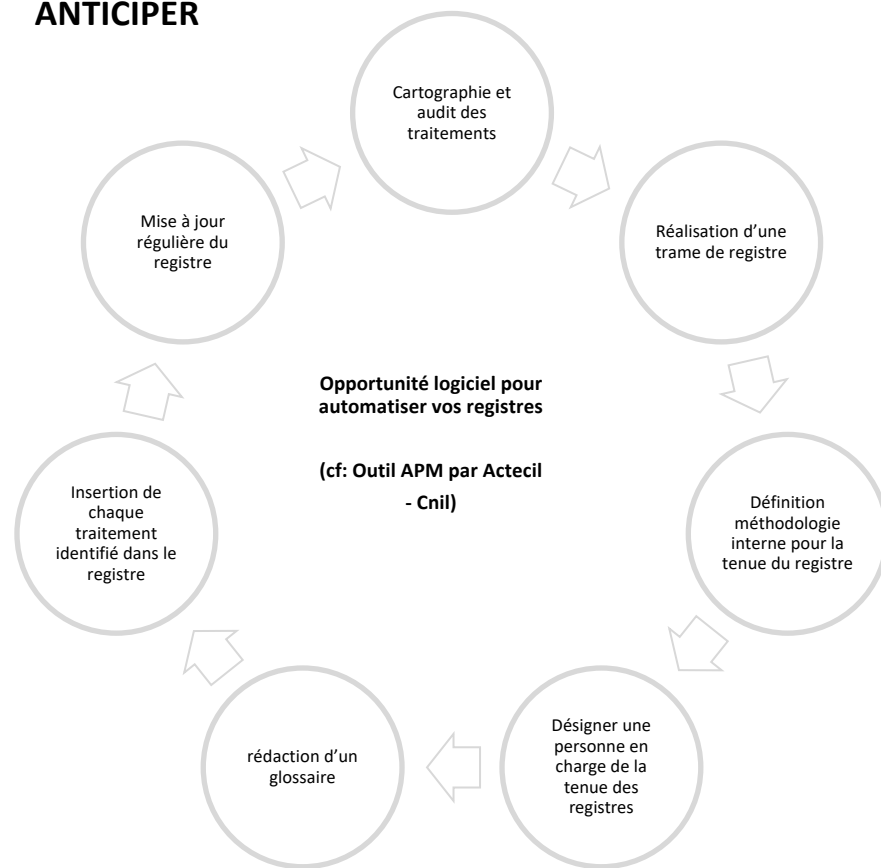 ANTICIPER
Cartographie et
audit des
traitements
Réalisation d’une
trame de registre
Définition
méthodologie
interne pour la
tenue du registre
Désigner une
personne en
charge de la
tenue des
registres
rédaction d’un
glossaire
Insertion de
chaque
traitement
identifié dans le
registre
Mise à jour
régulière du
registre
Opportunité logiciel pour
automatiser vos registres
(cf: Outil APM par Actecil
- Cnil)